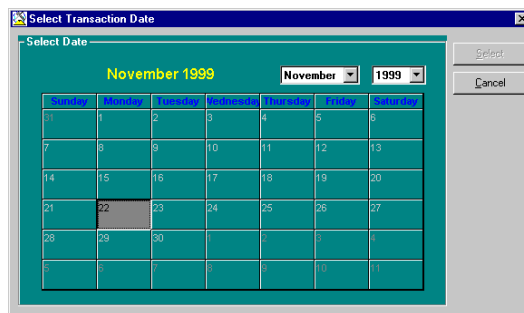 Select Transaction Date
Select Date
November 1999 November 1999
Select
Cancel
Sunday Monday Tuesday Wednesday Thursday Friday Saturday
31 1 2 3 4 5 6
7 8 9 10 11 12 13
14 15 16 17 18 19 20
21 22 23 24 25 26 27
28 29 30 1 2 3 4
5 6 7 8 9 10 11